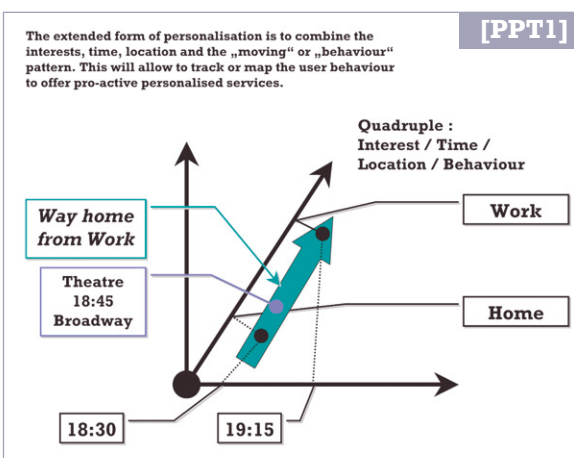 [PPT1]
The extended form of personalisation is to combine the
interests, time, location and the „moving“ or „behaviour“
pattern. This will allow to track or map the user behaviour
to offer pro-active personalised services.
Quadruple :
Interest / Time /
Location / Behaviour
Way home
from Work
Work
Theatre
18:45
Broadway
Home
18:30
19:15